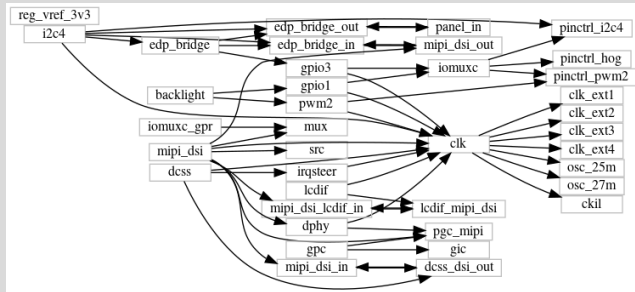 reg_vref_3v3
i2c4
edp_bridge_out
panel_in
pinctrl_i2c4
edp_bridge
edp_bridge_in
mipi_dsi_out
gpio3
iomuxc
pinctrl_hog
gpio1
pinctrl_pwm2
backlight
pwm2
clk_ext1
clk_ext2
iomuxc_gpr
mux
clk_ext3
mipi_dsi
src
clk
clk_ext4
dcss
irqsteer
osc_25m
lcdif
osc_27m
mipi_dsi_lcdif_in
lcdif_mipi_dsi
ckil
dphy
pgc_mipi
gpc
gic
mipi_dsi_in
dcss_dsi_out